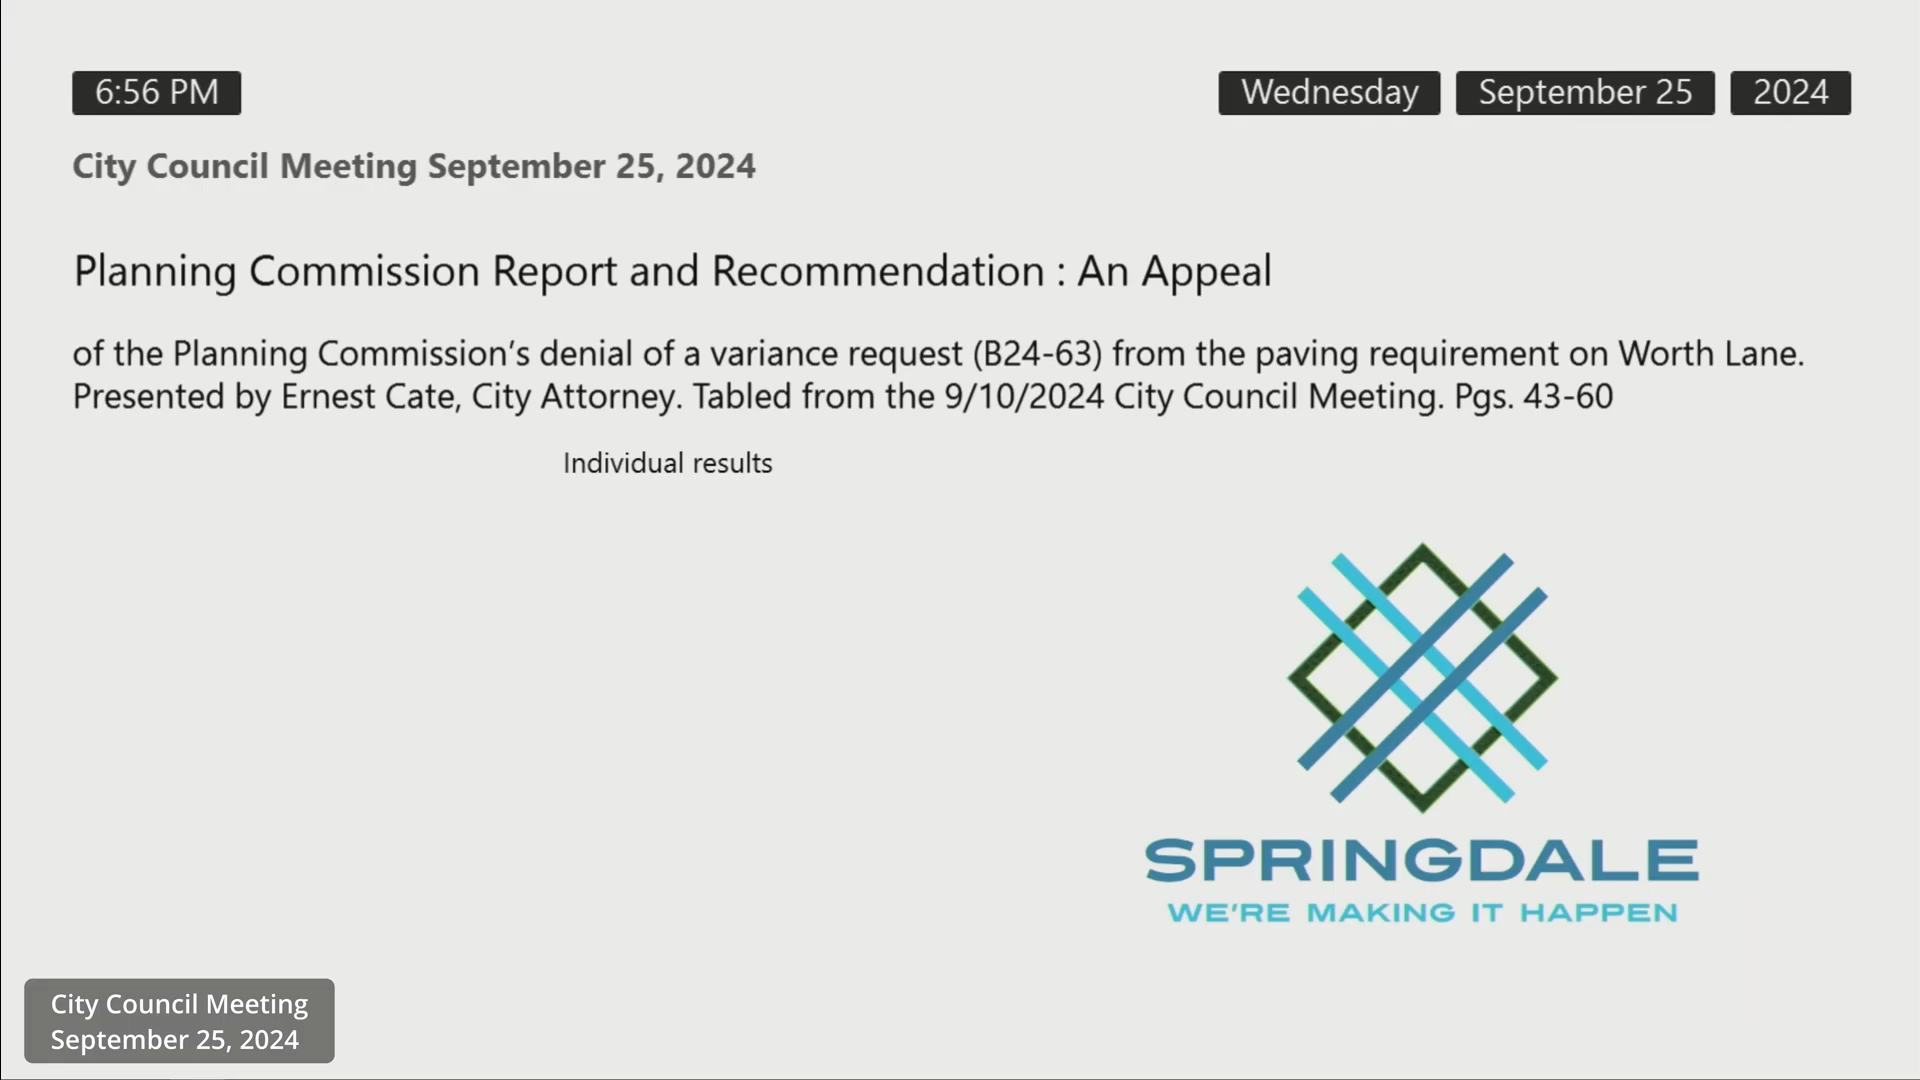 6:56 PM
Wednesday September 25 2024
City Council Meeting September 25, 2024
Planning Commission Report and Recommendation : An Appeal
of the Planning Commission’s denial of a variance request (B24-63) from the paving requirement on Worth Lane.
Presented by Ernest Cate, City Attorney. Tabled from the 9/10/2024 City Council Meeting. Pgs. 43-60
Individual results
SPRINGDALE
WE'RE MAKING IT HAPPEN
City Council Meeting
September 25, 2024